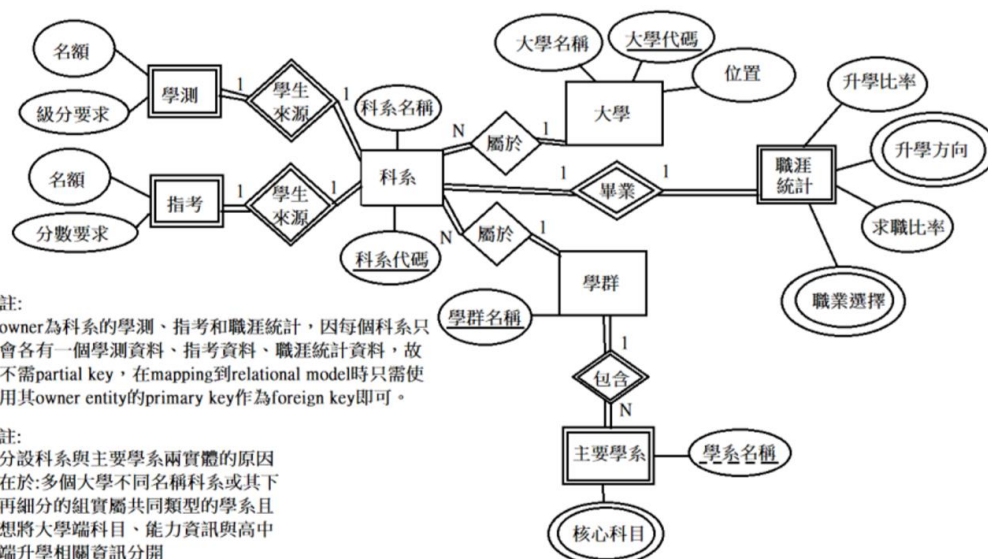 名額
級分要求
學測
1
學生
來源
1
名額
分數要求
指考
1
學生
來源
1
科系名稱
科系
科系代碼
N
屬於
1
大學名稱
大學代碼
位置
大學
1
畢業
1
升學比率
升學方向
職涯
統計
求職比率
職業選擇
N
屬於
1
學群
學群名稱
1
包含
N
主要學系
學系名稱
核心科目
註:
owner為科系的學測、指考和職涯統計，因每個科系只
會各有一個學測資料、指考資料、職涯統計資料，故
不需partial key，在mapping到relational model時只需使
用其owner entity的primary key作為foreign key即可。
註:
分設科系與主要學系兩實體的原因
在於:多個大學不同名稱科系或其下
再細分的組實屬共同類型的學系且
想將大學端科目、能力資訊與高中
端升學相關資訊分開